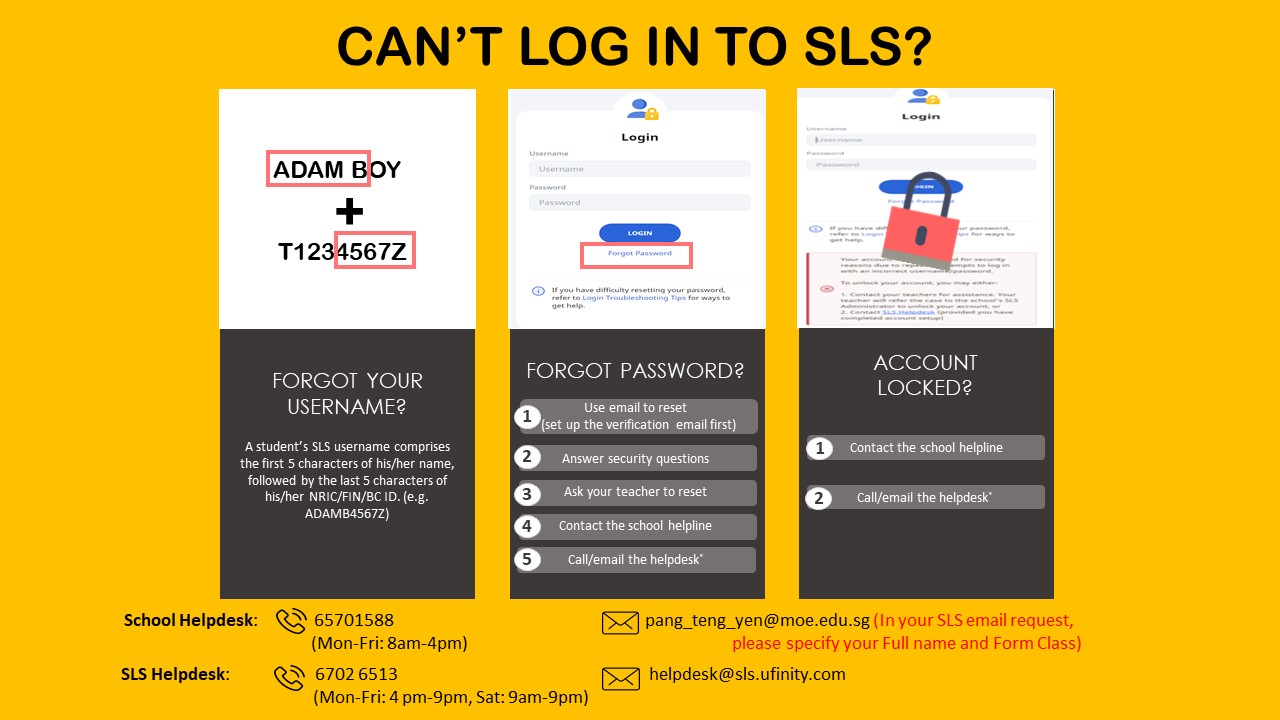 CAN'T LOG IN TO SLS?
ADAM BOY
+
T1234567Z
FORGOT YOUR
USERNAME?
A student's SLS username comprises
the first 5 characters of his/her name,
followed by the last 5 characters of
his/her NRIC/FIN/BC ID. (e.g.
ADAMB4567Z)
Login
Username
Username
Password
Password
LOGIN
Forgot Password
If you have difficulty resetting your password,
refer to Login Troubleshooting Tips for ways to
get help.
FORGOT PASSWORD?
1 Use email to reset
(set up the verification email first)
2 Answer security questions
3 Ask your teacher to reset
4 Contact the school helpline
5 Call/email the helpdesk*
Login
Username
Username
Password
Password
If you have your password,
refer to Login for ways to
get help.
Your for security
reasons due to to log in
with an incorrect
To unlock your account, you may either:
1. Contact your teachers for assistance. Your
teacher will refer the case to the school's SLS
Administrator to unlock your account, or
2. Contact SLS Helpdesk (provided you have
completed account setup)
ACCOUNT
LOCKED?
1 Contact the school helpline
2 Call/email the helpdesk*
School Helpdesk: 65701588 pang_teng_yen@moe.edu.sg (In your SLS email request,
(Mon-Fri: 8am-4pm) please specify your Full name and Form Class)
SLS Helpdesk: 6702 6513 helpdesk@sls.ufinity.com
(Mon-Fri: 4 pm-9pm, Sat: 9am-9pm)